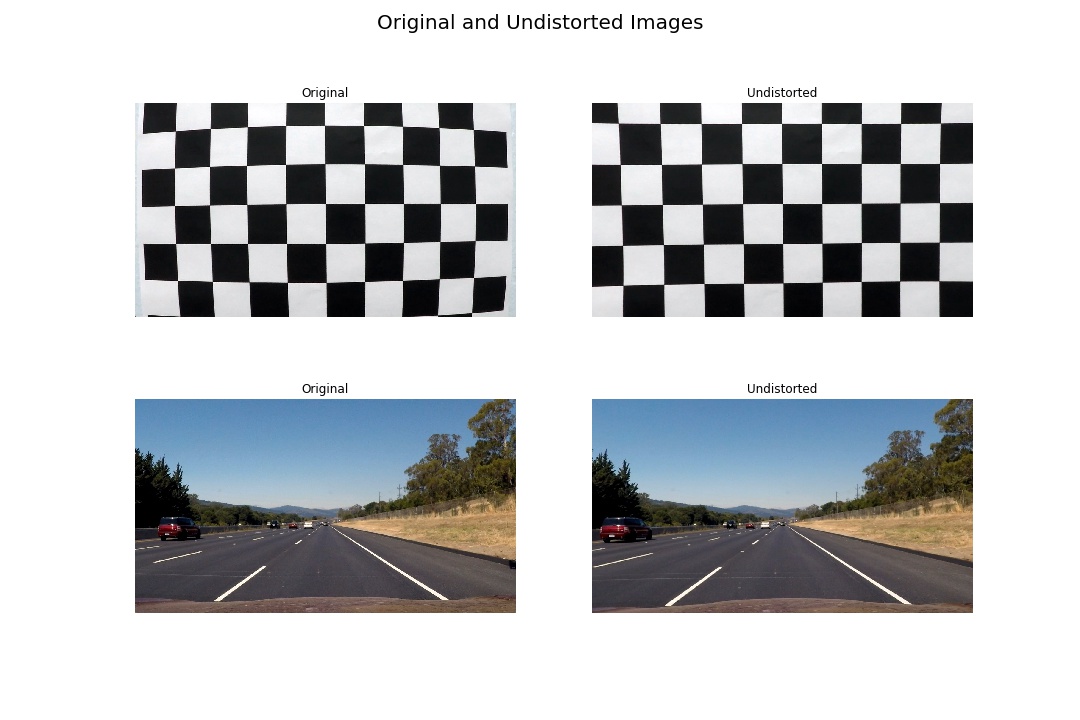 Original and Undistorted Images
Original
Undistorted
Original
Undistorted